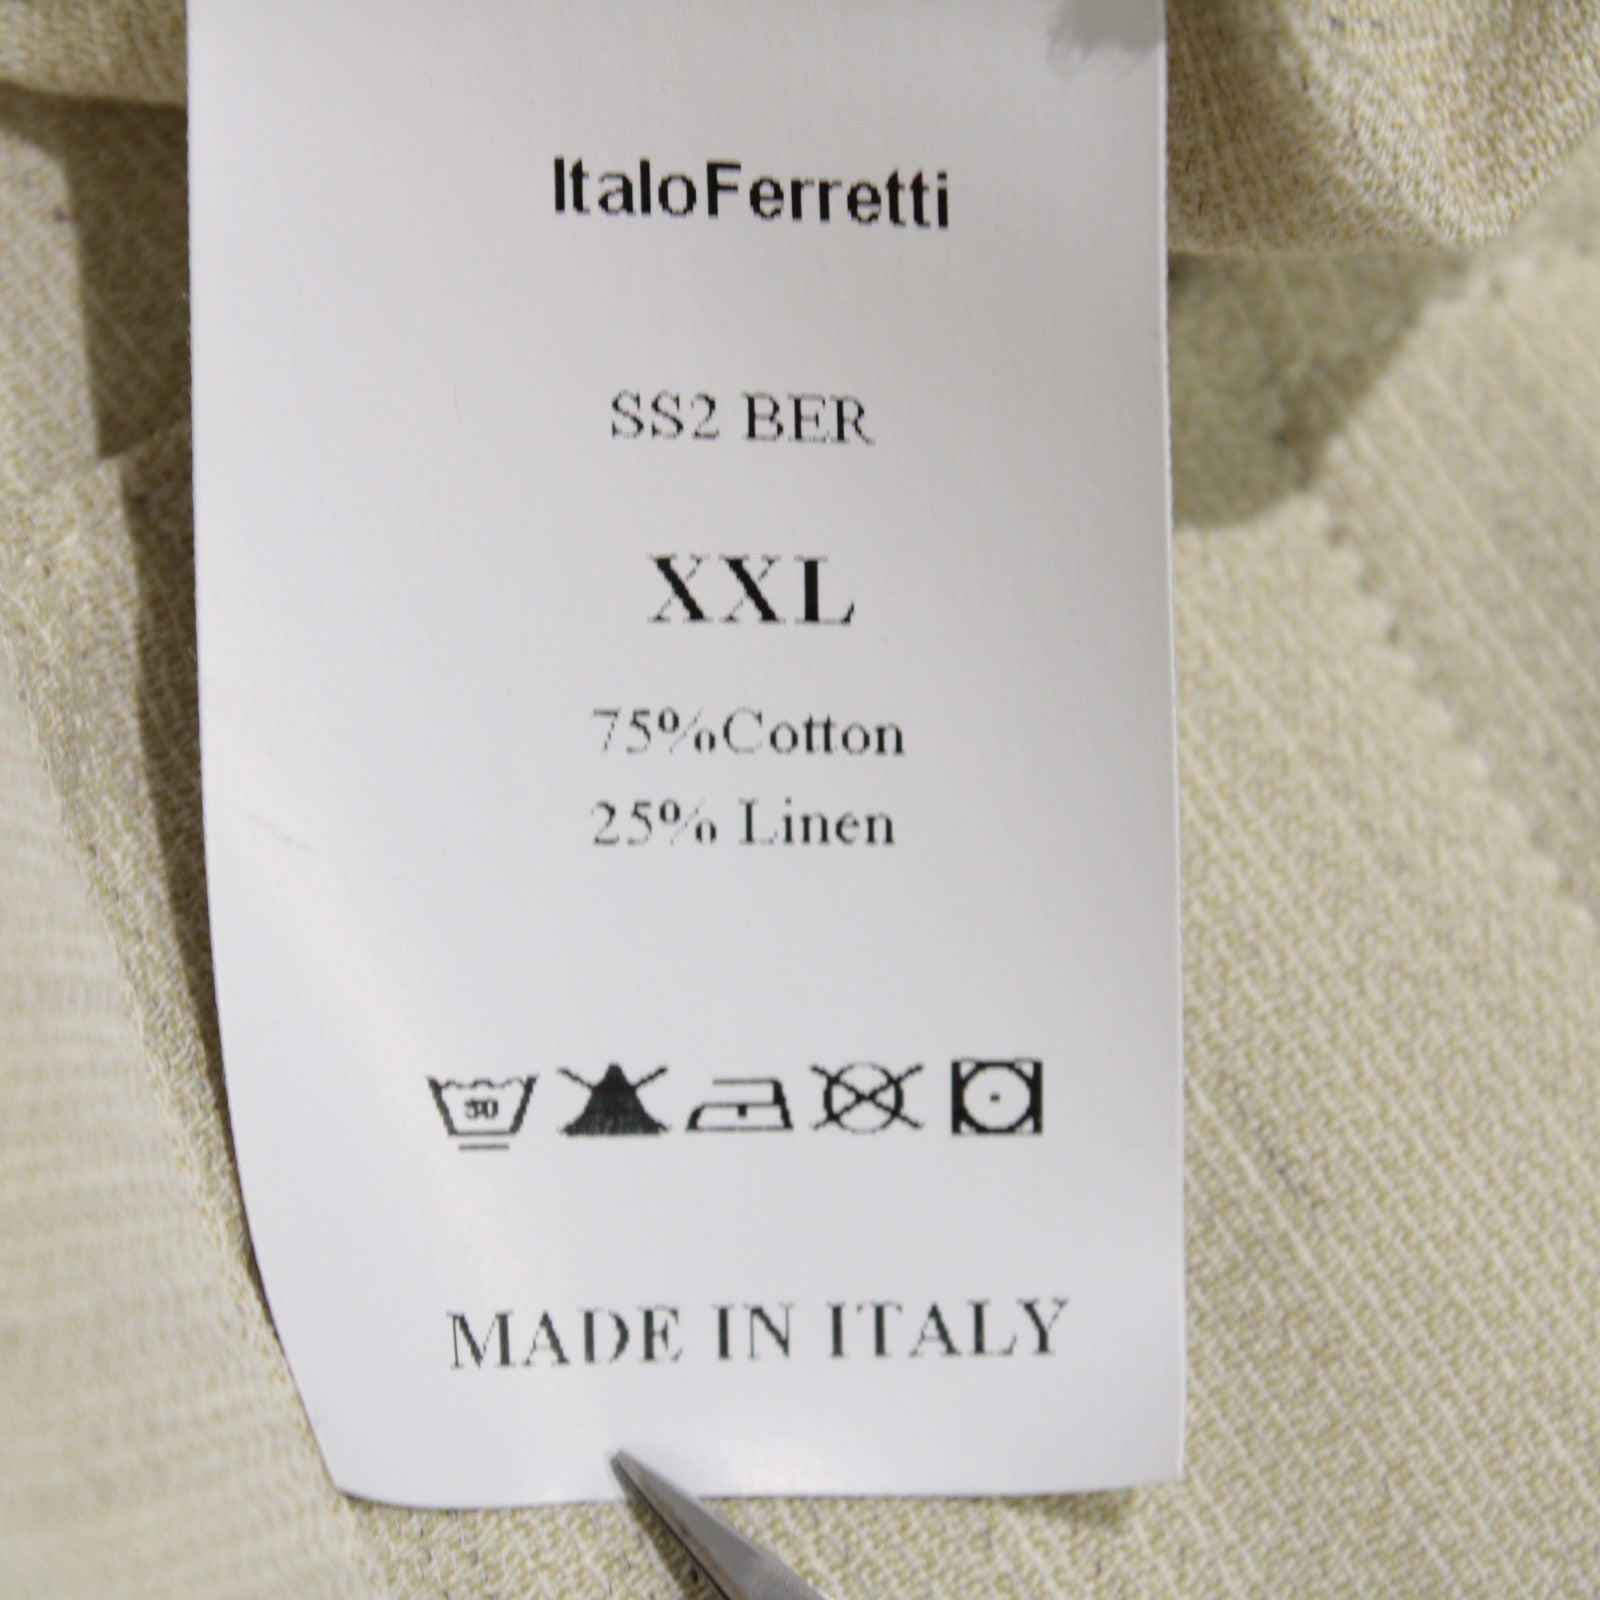 ItaloFerretti
SS2 BER
XXL
75%Cotton
25% Linen
30
MADE IN ITALY